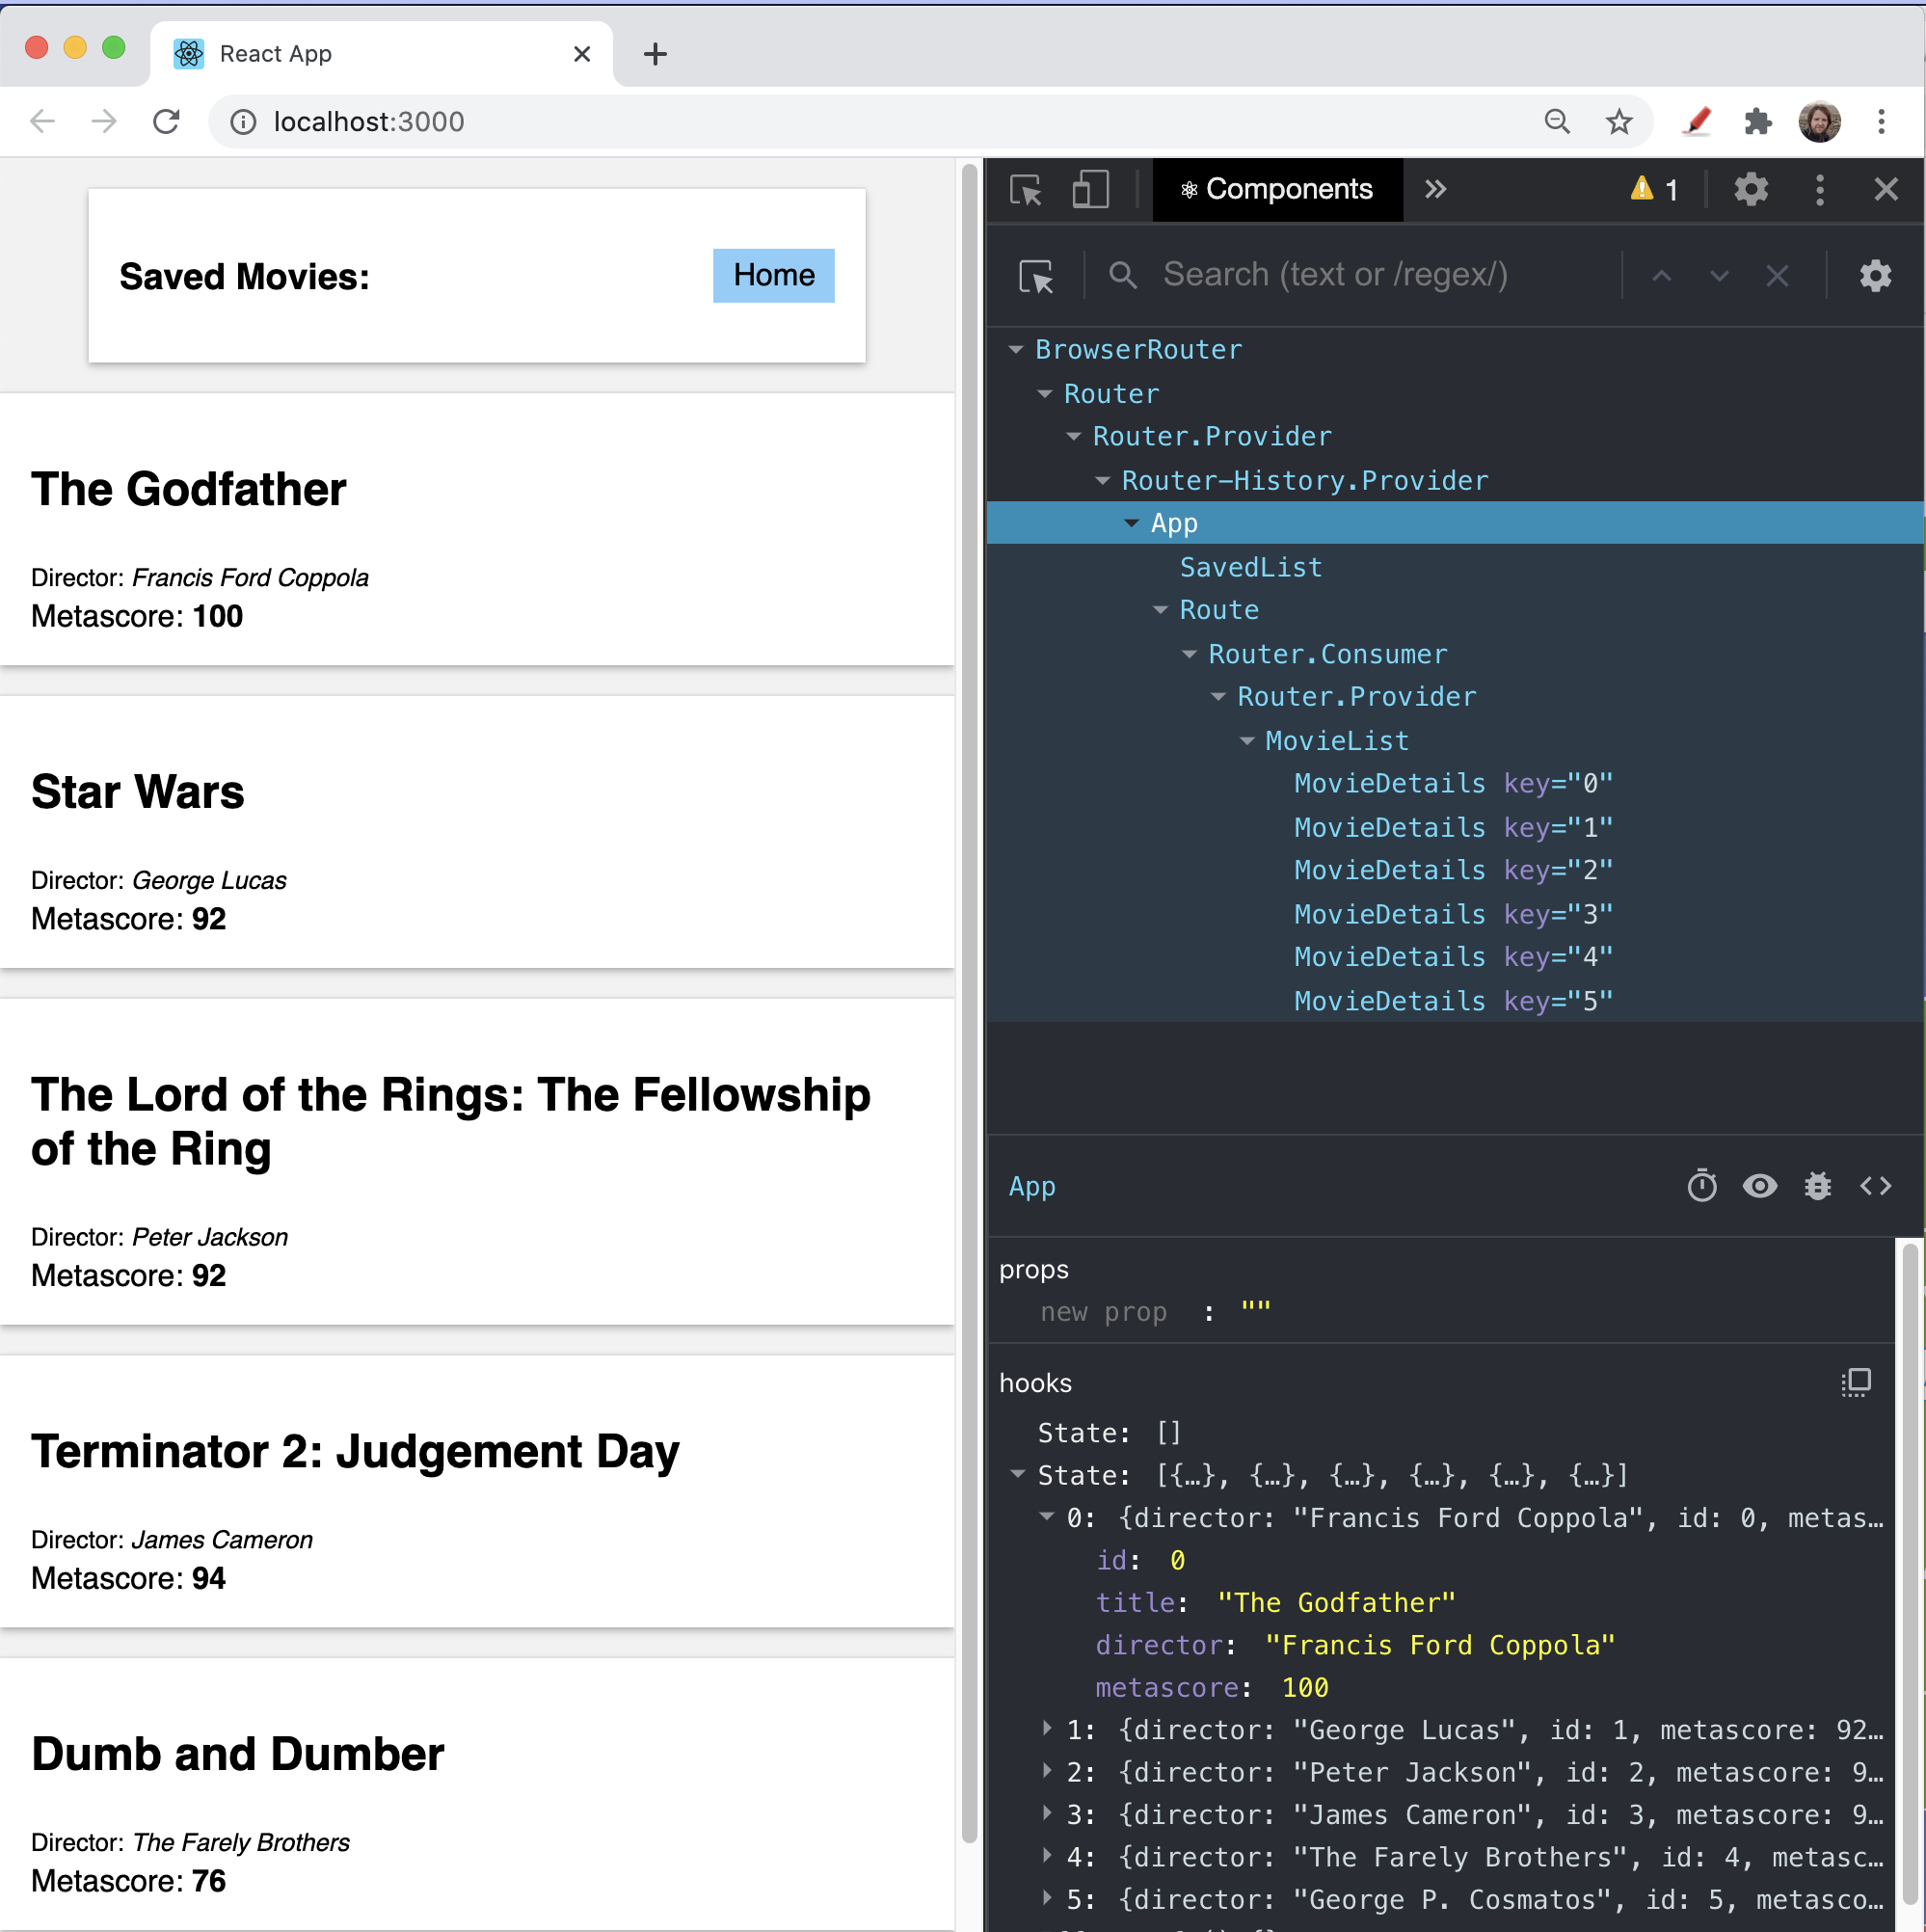 React App
localhost:3000
Saved Movies:
Home
The Godfather
Director: Francis Ford Coppola
Metascore: 100
Star Wars
Director: George Lucas
Metascore: 92
The Lord of the Rings: The Fellowship
of the Ring
Director: Peter Jackson
Metascore: 92
Terminator 2: Judgement Day
Director: James Cameron
Metascore: 94
Dumb and Dumber
Director: The Farely Brothers
Metascore: 76
Components
1
Search (text or /regex/)
BrowserRouter
Router
Router.Provider
Router-History.Provider
App
SavedList
Route
Router.Consumer
Router.Provider
MovieList
MovieDetails key="0"
MovieDetails key="1"
MovieDetails key="2"
MovieDetails key="3"
MovieDetails key="4"
MovieDetails key="5"
App
props
new prop : ""
hooks
State: []
State: [{…}, {…}, {…}, {…}, {…}, {…}]
0: {director: "Francis Ford Coppola", id: 0, metas…
id: 0
title: "The Godfather"
director: "Francis Ford Coppola"
metascore: 100
1: {director: "George Lucas", id: 1, metascore: 92…
2: {director: "Peter Jackson", id: 2, metascore: 9…
3: {director: "James Cameron", id: 3, metascore: 9…
4: {director: "The Farely Brothers", id: 4, metasc…
5: {director: "George P. Cosmatos", id: 5, metasco…